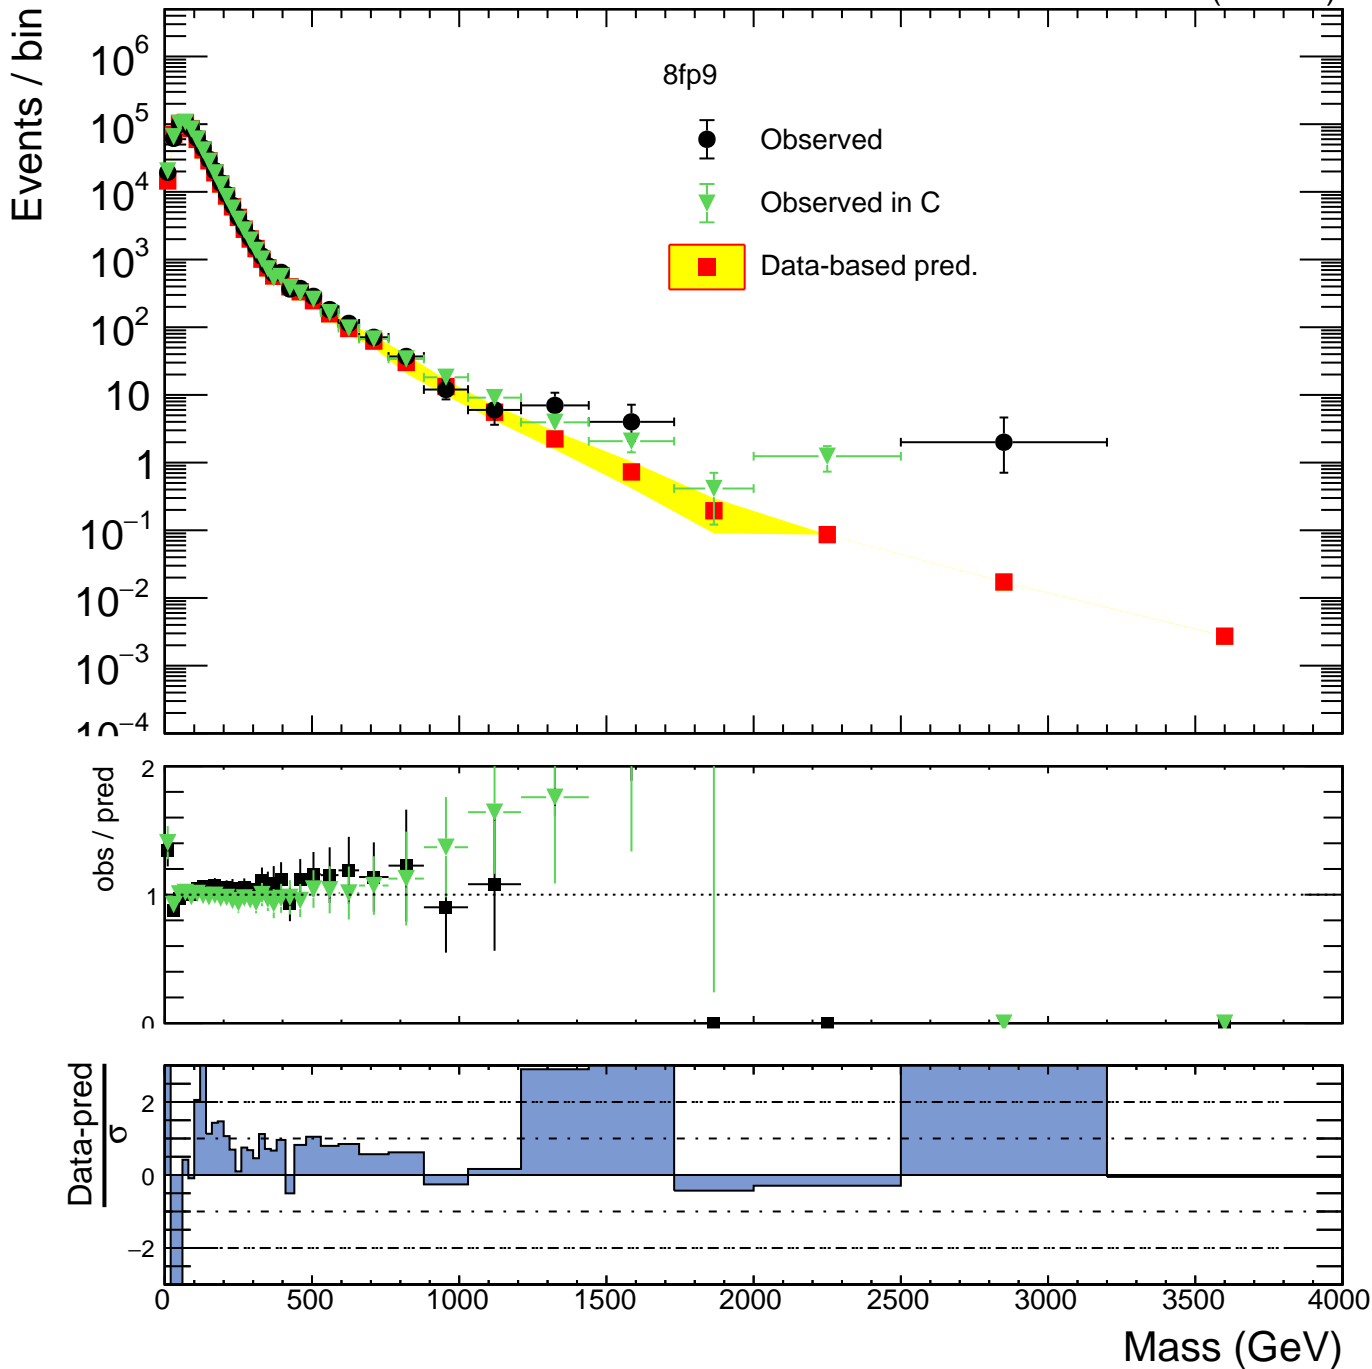 Events / bin
10^6
10^5
10^4
10^3
10^2
10
1
10^−1
10^−2
10^−3
10^−4
8fp9
Observed
Observed in C
Data-based pred.
obs / pred
2
1
0
Data-pred
σ
2
0
−2
0 500 1000 1500 2000 2500 3000 3500 4000
Mass (GeV)